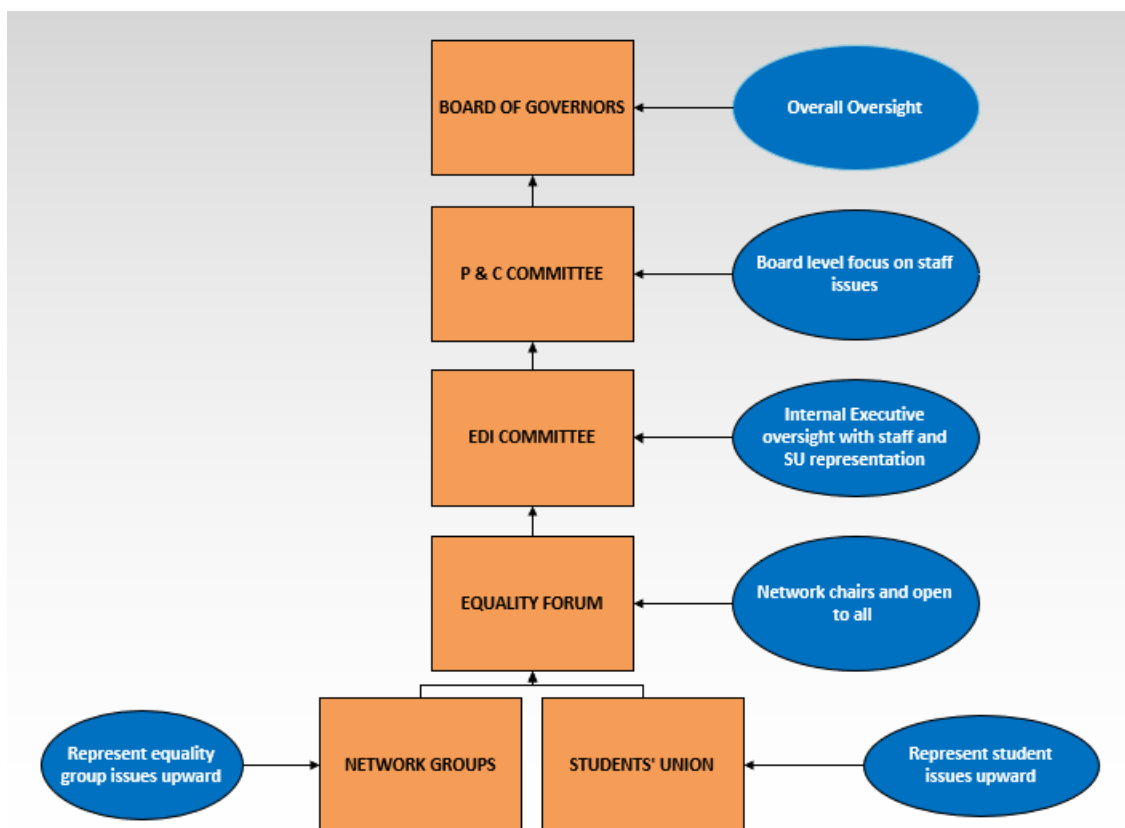 BOARD OF GOVERNORS
Overall Oversight
P & C COMMITTEE
Board level focus on staff
issues
EDI COMMITTEE
Internal Executive
oversight with staff and
SU representation
EQUALITY FORUM
Network chairs and open
to all
Represent equality
group issues upward
NETWORK GROUPS
STUDENTS' UNION
Represent student
issues upward